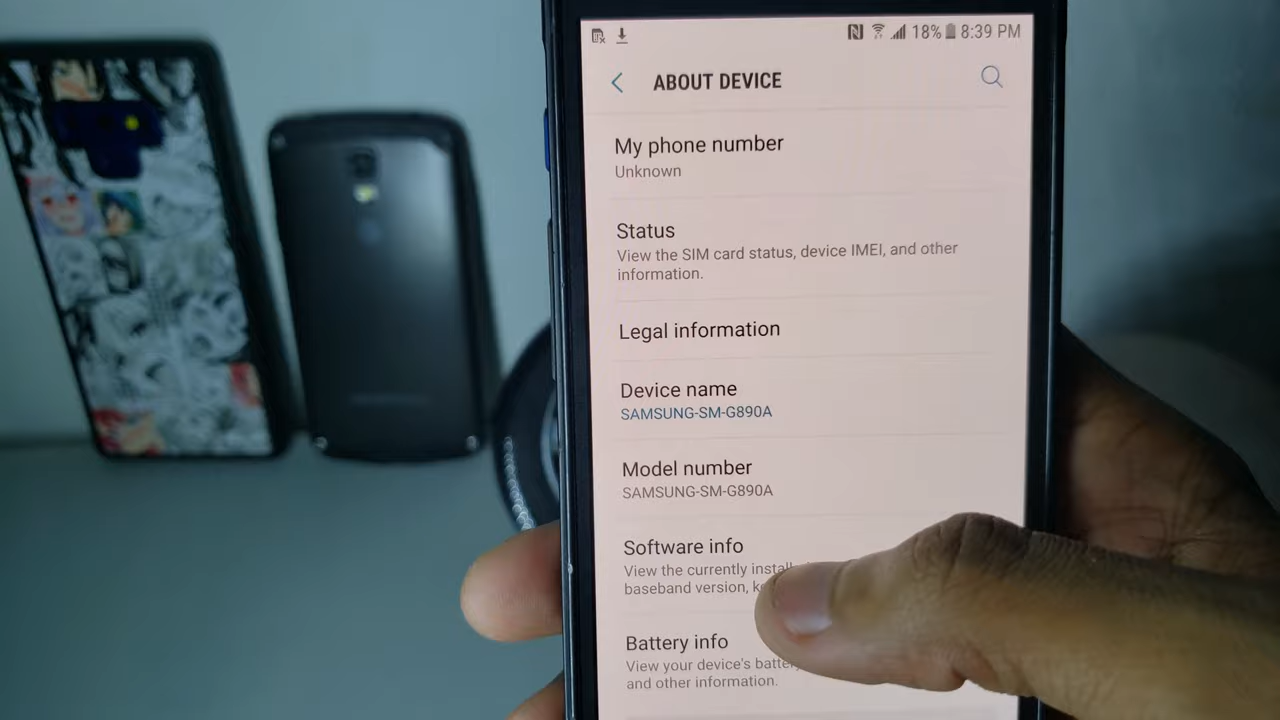 18% 8:39 PM
ABOUT DEVICE
My phone number
Unknown
Status
View the SIM card status, device IMEI, and other
information.
Legal information
Device name
SAMSUNG-SM-G890A
Model number
SAMSUNG-SM-G890A
Software info
View the currently
baseband version,
Battery info
View your device's
and other information.